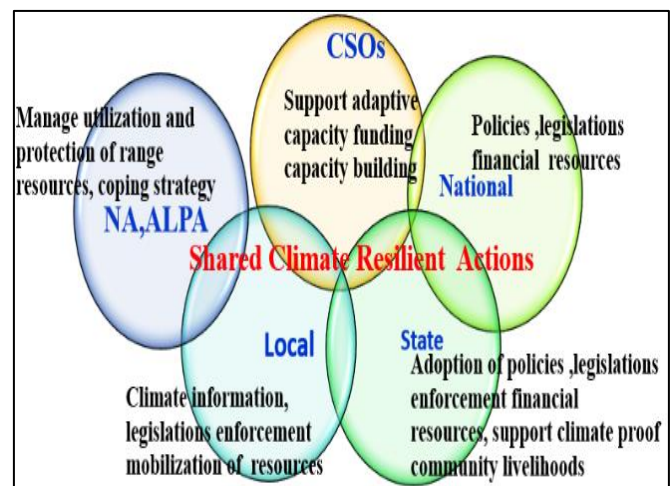 CSOs
Support adaptive
capacity funding
capacity building
Manage utilization and
protection of range
resources, coping strategy
NA,ALPA
Policies ,legislations
financial resources
National
Shared Climate Resilient Actions
Local
Climate information,
legislations enforcement
mobilization of resources
State
Adoption of policies ,legislations
enforcement financial
resources, support climate proof
community livelihoods